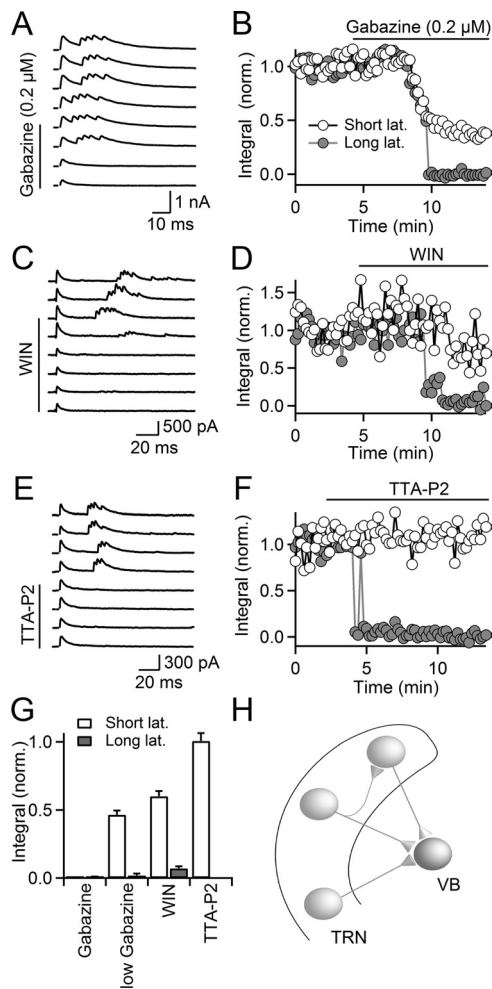 A
Gabazine (0.2 μM)
1 nA
10 ms
B
Gabazine (0.2 μM)
Integral (norm.)
1.0
0.5
0.0
Short lat.
Long lat.
0 5 10
Time (min)
C
WIN
500 pA
20 ms
D
WIN
Integral (norm.)
1.5
1.0
0.5
0.0
0 5 10
Time (min)
E
TTA-P2
300 pA
20 ms
F
TTA-P2
Integral (norm.)
1.0
0.5
0.0
0 5 10
Time (min)
G
Short lat.
Long lat.
Integral (norm.)
1.0
0.5
0.0
Gabazine
low Gabazine
WIN
TTA-P2
H
VB
TRN